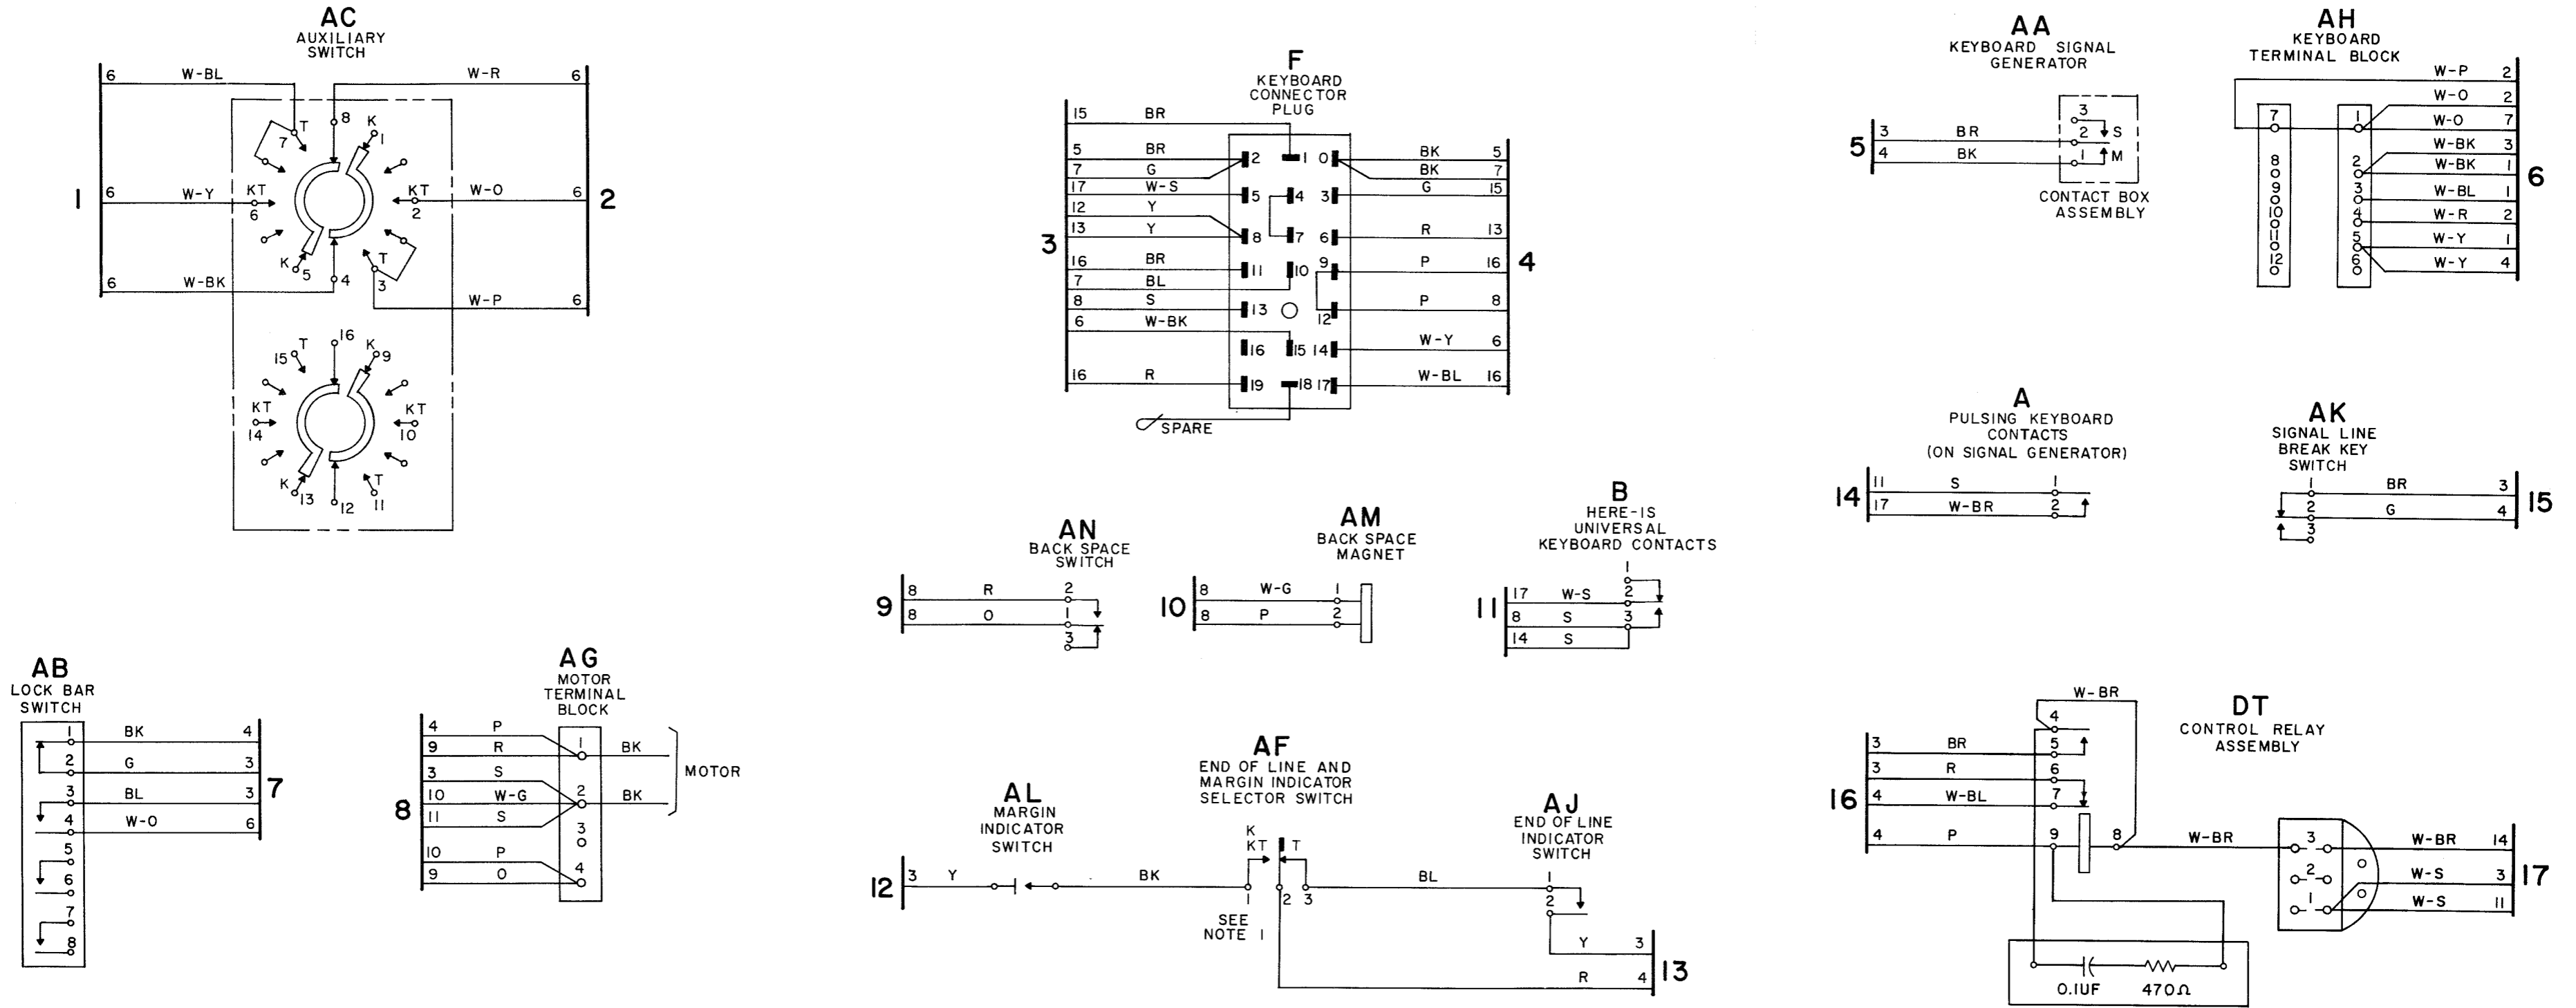 AC
AUXILIARY
SWITCH
6 W-BL
W-R 6
T
7
8
K
1
1
6 W-Y KT
6
KT
2
W-O 6
2
K
5
4
T
3
6 W-BK
W-P 6
T
15
16
K
9
KT
14
KT
10
K
13
12
T
11
F
KEYBOARD
CONNECTOR
PLUG
15 BR
5 BR
7 G
17 W-S
12 Y
13 Y
3
16 BR
7 BL
8 S
6 W-BK
16 R
2 1 0
5 4 3
8 7 6
11 10 9
13 12
16 15 14
19 18 17
BK 5
BK 7
G 15
R 13
4
P 16
P 8
W-Y 6
W-BL 16
SPARE
AA
KEYBOARD SIGNAL
GENERATOR
5
3 BR
4 BK
3
2 S
1 M
CONTACT BOX
ASSEMBLY
AH
KEYBOARD
TERMINAL BLOCK
W-P 2
W-O 2
7 1 W-O 7
W-BK 3
8 2 W-BK 1
9 3 W-BL 1
10 4 W-R 2
11 5 W-Y 1
12 6 W-Y 4
6
A
PULSING KEYBOARD
CONTACTS
(ON SIGNAL GENERATOR)
14
11 S 1
17 W-BR 2
AK
SIGNAL LINE
BREAK KEY
SWITCH
1 BR 3
2 G 4
3
15
AN
BACK SPACE
SWITCH
9
8 R 2
8 O 1
3
AM
BACK SPACE
MAGNET
10
8 W-G 1
8 P 2
B
HERE-IS
UNIVERSAL
KEYBOARD CONTACTS
11
1
17 W-S 2
8 S 3
14 S
AB
LOCK BAR
SWITCH
1 BK 4
2 G 3
3 BL 3
4 W-O 6
5
6
7
8
7
AG
MOTOR
TERMINAL
BLOCK
8
4 P
9 R 1 BK
3 S
10 W-G 2 BK
11 S
3
10 P
9 O 4
MOTOR
AL
MARGIN
INDICATOR
SWITCH
12
3 Y
BK
AF
END OF LINE AND
MARGIN INDICATOR
SELECTOR SWITCH
K
KT T
1 2 3
SEE
NOTE 1
BL
AJ
END OF LINE
INDICATOR
SWITCH
1
2
Y 3
R 4
13
DT
CONTROL RELAY
ASSEMBLY
W-BR
4
3 BR 5
3 R 6
4 W-BL 7
4 P 9
16
8
W-BR
3 W-BR 14
2 W-S 3
1 W-S 11
17
0.1UF 470Ω